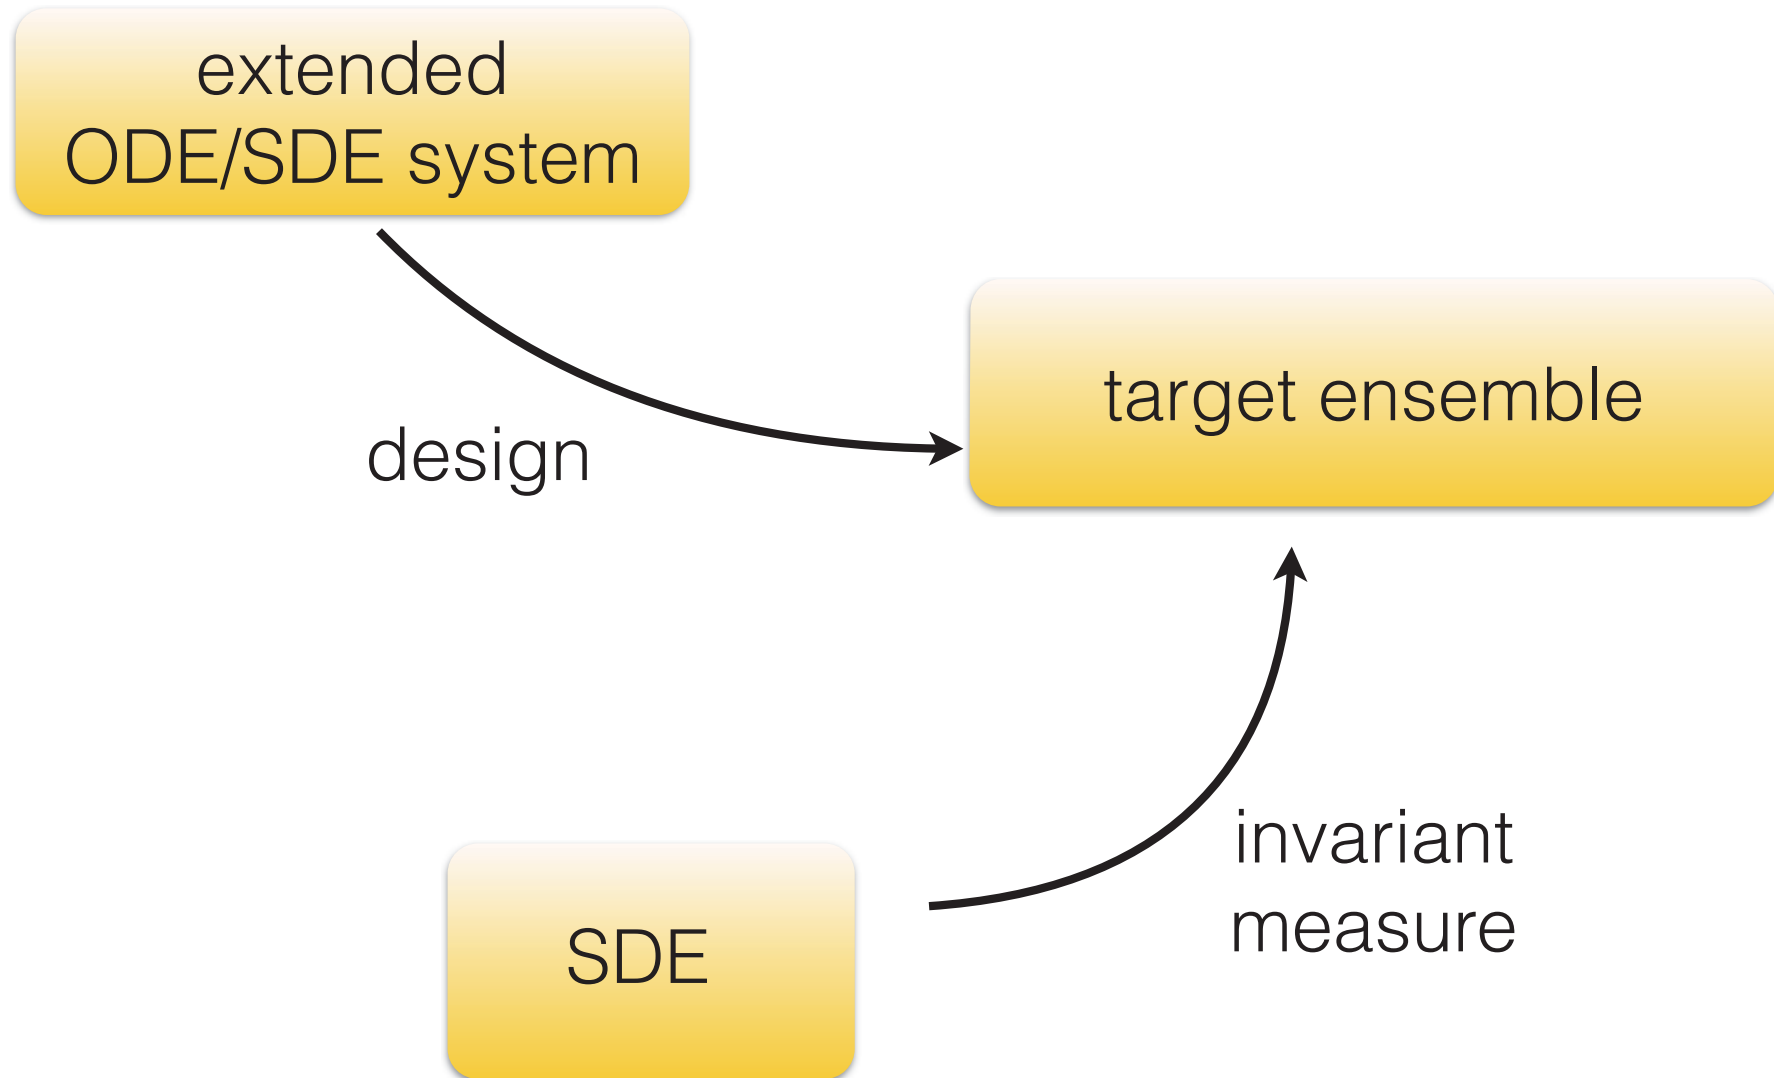 extended
ODE/SDE system
target ensemble
design
invariant
measure
SDE